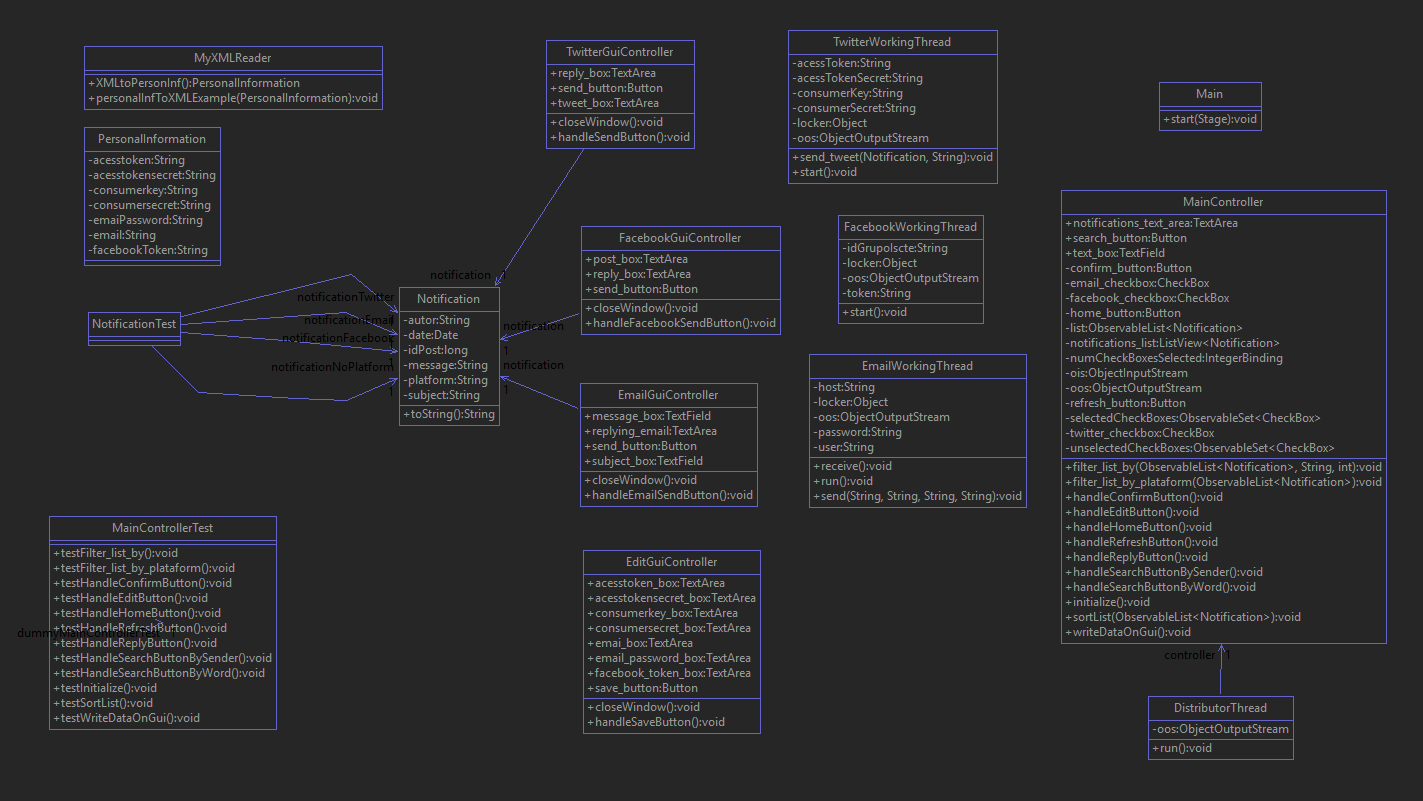 MyXMLReader
+XMLtoPersonInf():PersonalInformation
+personalInfToXMLExample(PersonalInformation):void
PersonalInformation
-acesstoken:String
-acesstokensecret:String
-consumerkey:String
-consumersecret:String
-emaiPassword:String
-email:String
-facebookToken:String
NotificationTest
notification 1
notificationTwitter
notificationEmail
notificationFacebook
notificationNoPlatform
1
Notification
-autor:String
-date:Date
-idPost:long
-message:String
-platform:String
-subject:String
+toString():String
TwitterGuiController
+reply_box:TextArea
+send_button:Button
+tweet_box:TextArea
+closeWindow():void
+handleSendButton():void
FacebookGuiController
+post_box:TextArea
+reply_box:TextArea
+send_button:Button
+closeWindow():void
+handleFacebookSendButton():void
notification
1
notification
1
EmailGuiController
+message_box:TextField
+replying_email:TextArea
+send_button:Button
+subject_box:TextField
+closeWindow():void
+handleEmailSendButton():void
EditGuiController
+acesstoken_box:TextArea
+acesstokensecret_box:TextArea
+consumerkey_box:TextArea
+consumersecret_box:TextArea
+emai_box:TextArea
+email_password_box:TextArea
+facebook_token_box:TextArea
+save_button:Button
+closeWindow():void
+handleSaveButton():void
MainControllerTest
+testFilter_list_by():void
+testFilter_list_by_plataform():void
+testHandleConfirmButton():void
+testHandleEditButton():void
+testHandleHomeButton():void
+testHandleRefreshButton():void
dummyMainControllerTest 1
+testHandleReplyButton():void
+testHandleSearchButtonBySender():void
+testHandleSearchButtonByWord():void
+testInitialize():void
+testSortList():void
+testWriteDataOnGui():void
TwitterWorkingThread
-acessToken:String
-acessTokenSecret:String
-consumerKey:String
-consumerSecret:String
-locker:Object
-oos:ObjectOutputStream
+send_tweet(Notification, String):void
+start():void
FacebookWorkingThread
-idGrupoIscte:String
-locker:Object
-oos:ObjectOutputStream
-token:String
+start():void
EmailWorkingThread
-host:String
-locker:Object
-oos:ObjectOutputStream
-password:String
-user:String
+receive():void
+run():void
+send(String, String, String, String):void
Main
+start(Stage):void
MainController
+notifications_text_area:TextArea
+search_button:Button
+text_box:TextField
-confirm_button:Button
-email_checkbox:CheckBox
-facebook_checkbox:CheckBox
-home_button:Button
-list:ObservableList<Notification>
-notifications_list:ListView<Notification>
-numCheckBoxesSelected:IntegerBinding
-ois:ObjectInputStream
-oos:ObjectOutputStream
-refresh_button:Button
-selectedCheckBoxes:ObservableSet<CheckBox>
-twitter_checkbox:CheckBox
-unselectedCheckBoxes:ObservableSet<CheckBox>
+filter_list_by(ObservableList<Notification>, String, int):void
+filter_list_by_plataform(ObservableList<Notification>):void
+handleConfirmButton():void
+handleEditButton():void
+handleHomeButton():void
+handleRefreshButton():void
+handleReplyButton():void
+handleSearchButtonBySender():void
+handleSearchButtonByWord():void
+initialize():void
+sortList(ObservableList<Notification>):void
+writeDataOnGui():void
controller 1
DistributorThread
-oos:ObjectOutputStream
+run():void